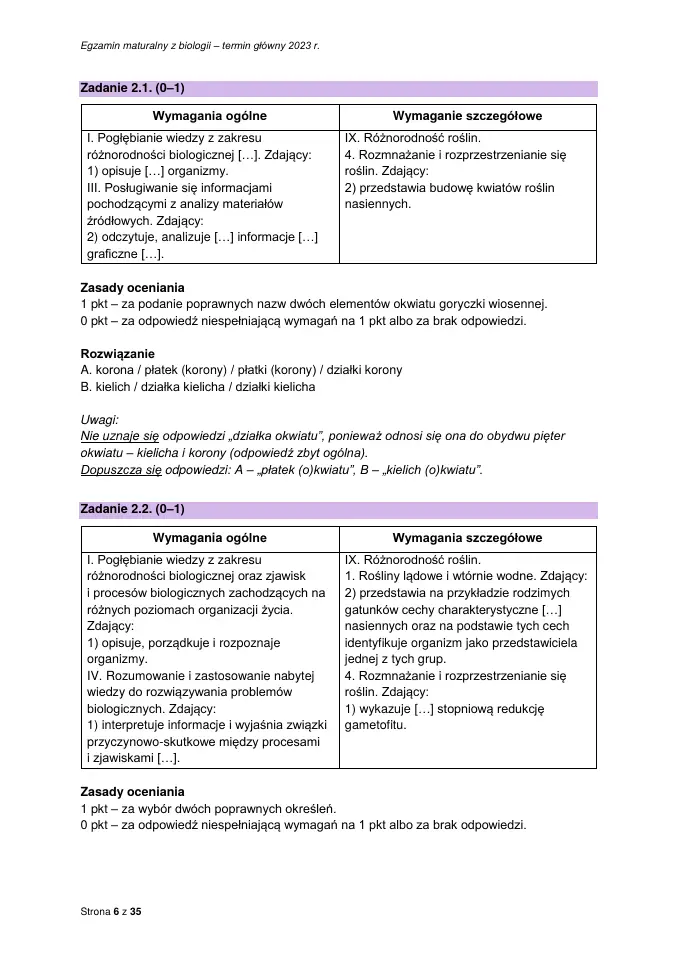 Egzamin maturalny z biologii – termin główny 2023 r.
Zadanie 2.1. (0–1)
Wymagania ogólne
Wymaganie szczegółowe
I. Pogłębianie wiedzy z zakresu
różnorodności biologicznej […]. Zdający:
1) opisuje […] organizmy.
III. Posługiwanie się informacjami
pochodzącymi z analizy materiałów
źródłowych. Zdający:
2) odczytuje, analizuje […] informacje […]
graficzne […].
IX. Różnorodność roślin.
4. Rozmnażanie i rozprzestrzenianie się
roślin. Zdający:
2) przedstawia budowę kwiatów roślin
nasiennych.
Zasady oceniania
1 pkt – za podanie poprawnych nazw dwóch elementów okwiatu goryczki wiosennej.
0 pkt – za odpowiedź niespełniającą wymagań na 1 pkt albo za brak odpowiedzi.
Rozwiązanie
A. korona / płatek (korony) / płatki (korony) / działki korony
B. kielich / działka kielicha / działki kielicha
Uwagi:
Nie uznaje się odpowiedzi „działka okwiatu”, ponieważ odnosi się ona do obydwu pięter
okwiatu – kielicha i korony (odpowiedź zbyt ogólna).
Dopuszcza się odpowiedzi: A – „płatek (o)kwiatu”, B – „kielich (o)kwiatu”.
Zadanie 2.2. (0–1)
Wymagania ogólne
Wymagania szczegółowe
I. Pogłębianie wiedzy z zakresu
różnorodności biologicznej oraz zjawisk
i procesów biologicznych zachodzących na
różnych poziomach organizacji życia.
Zdający:
1) opisuje, porządkuje i rozpoznaje
organizmy.
IV. Rozumowanie i zastosowanie nabytej
wiedzy do rozwiązywania problemów
biologicznych. Zdający:
1) interpretuje informacje i wyjaśnia związki
przyczynowo-skutkowe między procesami
i zjawiskami […].
IX. Różnorodność roślin.
1. Rośliny lądowe i wtórnie wodne. Zdający:
2) przedstawia na przykładzie rodzimych
gatunków cechy charakterystyczne […]
nasiennych oraz na podstawie tych cech
identyfikuje organizm jako przedstawiciela
jednej z tych grup.
4. Rozmnażanie i rozprzestrzenianie się
roślin. Zdający:
1) wykazuje […] stopniową redukcję
gametofitu.
Zasady oceniania
1 pkt – za wybór dwóch poprawnych określeń.
0 pkt – za odpowiedź niespełniającą wymagań na 1 pkt albo za brak odpowiedzi.
Strona 6 z 35